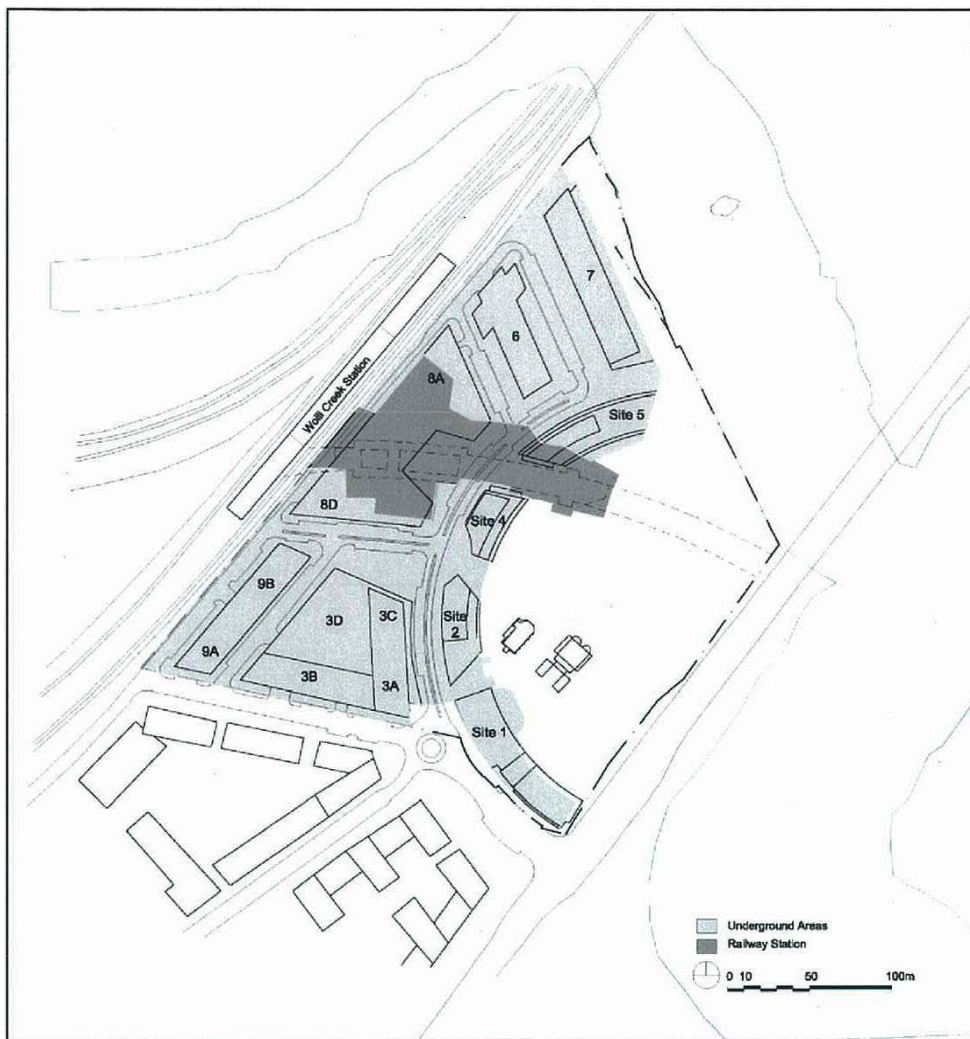 7
6
8A
Wolli Creek Station
Site 5
8D
Site 4
9B
3D
3C
Site
2
9A
3B
3A
Site 1
Underground Areas
Railway Station
0 10 50 100m